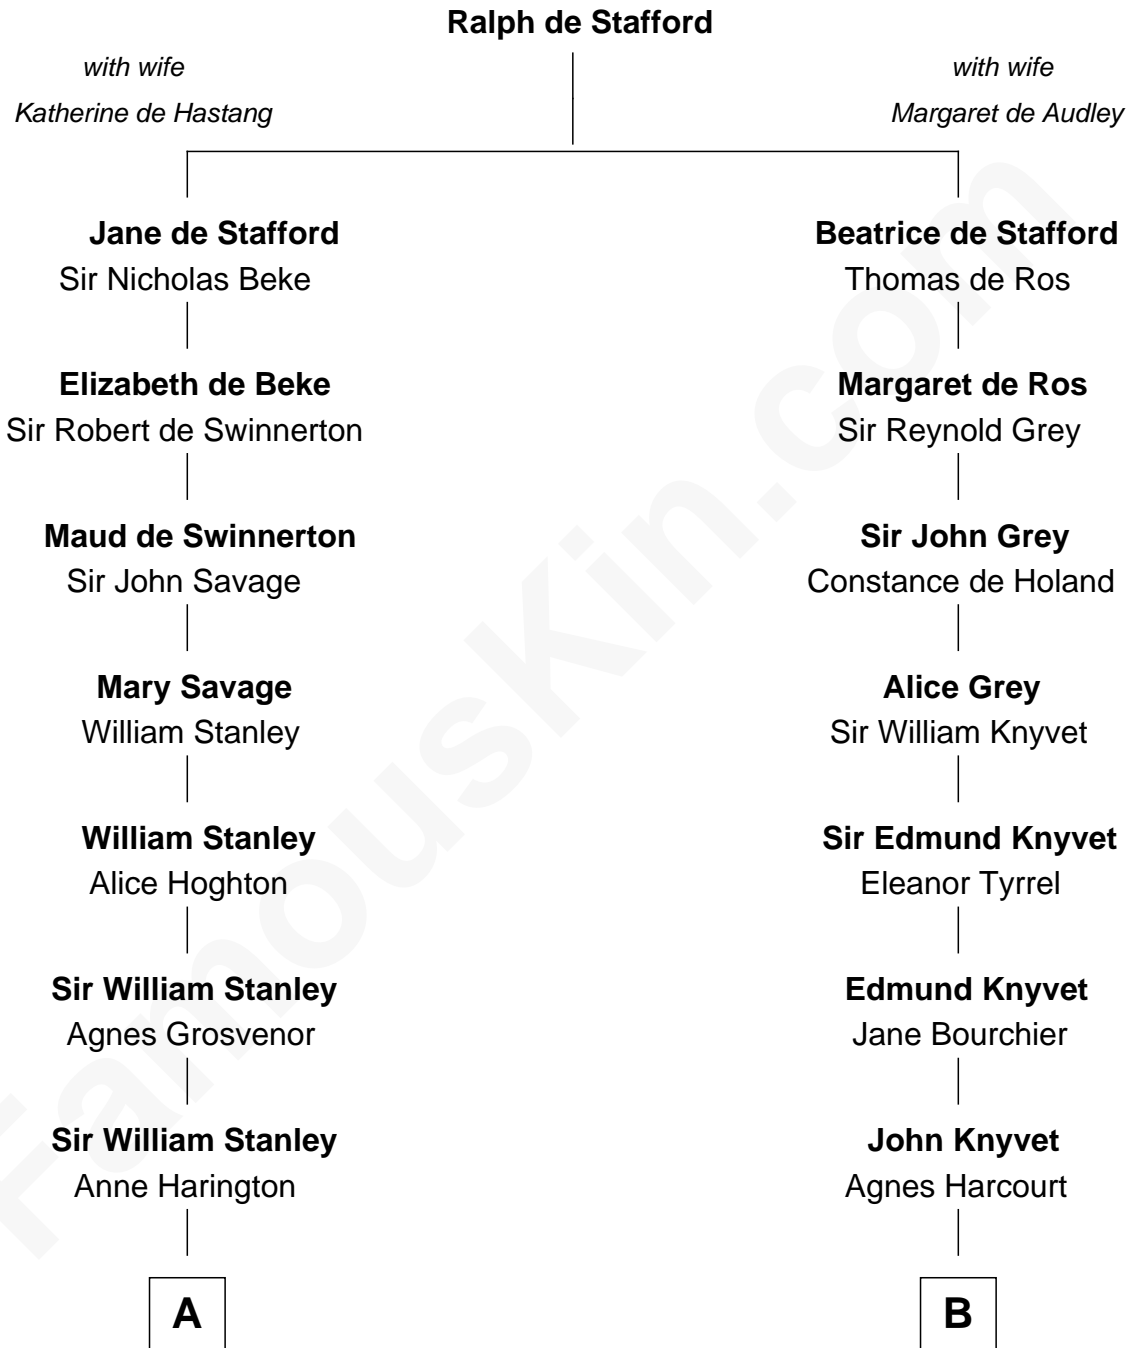 Ralph de Stafford
with wife
Katherine de Hastang
with wife
Margaret de Audley
Jane de Stafford
Sir Nicholas Beke
Beatrice de Stafford
Thomas de Ros
Elizabeth de Beke
Sir Robert de Swinnerton
Margaret de Ros
Sir Reynold Grey
Maud de Swinnerton
Sir John Savage
Sir John Grey
Constance de Holand
Mary Savage
William Stanley
Alice Grey
Sir William Knyvet
William Stanley
Alice Hoghton
Sir Edmund Knyvet
Eleanor Tyrrel
Sir William Stanley
Agnes Grosvenor
Edmund Knyvet
Jane Bourchier
Sir William Stanley
Anne Harington
John Knyvet
Agnes Harcourt
A
B
FamousKin.com